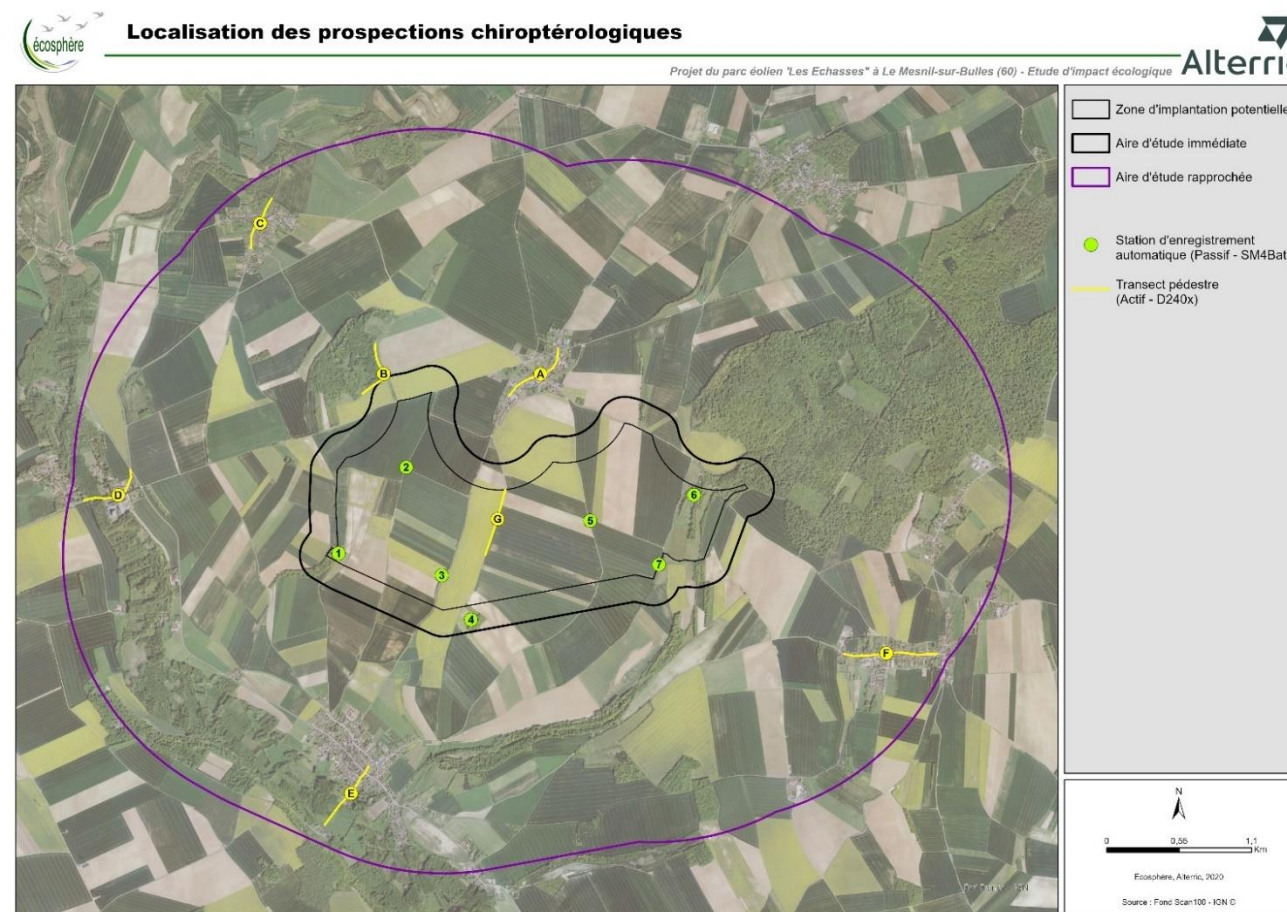 écosphère
Localisation des prospections chiroptérologiques
Projet du parc éolien 'Les Echasses" à Le Mesnil-sur-Bulles (60) - Etude d'impact écologique
Alterric
Zone d'implantation potentielle
Aire d'étude immédiate
Aire d'étude rapprochée
Station d'enregistrement
automatique (Passif - SM4Bat
Transect pédestre
(Actif - D240x)
C
B
A
D
2
6
G
5
1
7
3
4
F
E
N
0
0,55
1,1
Km
Ecosphère, Alterric, 2020
Source : Fond Scan100 - IGN ©